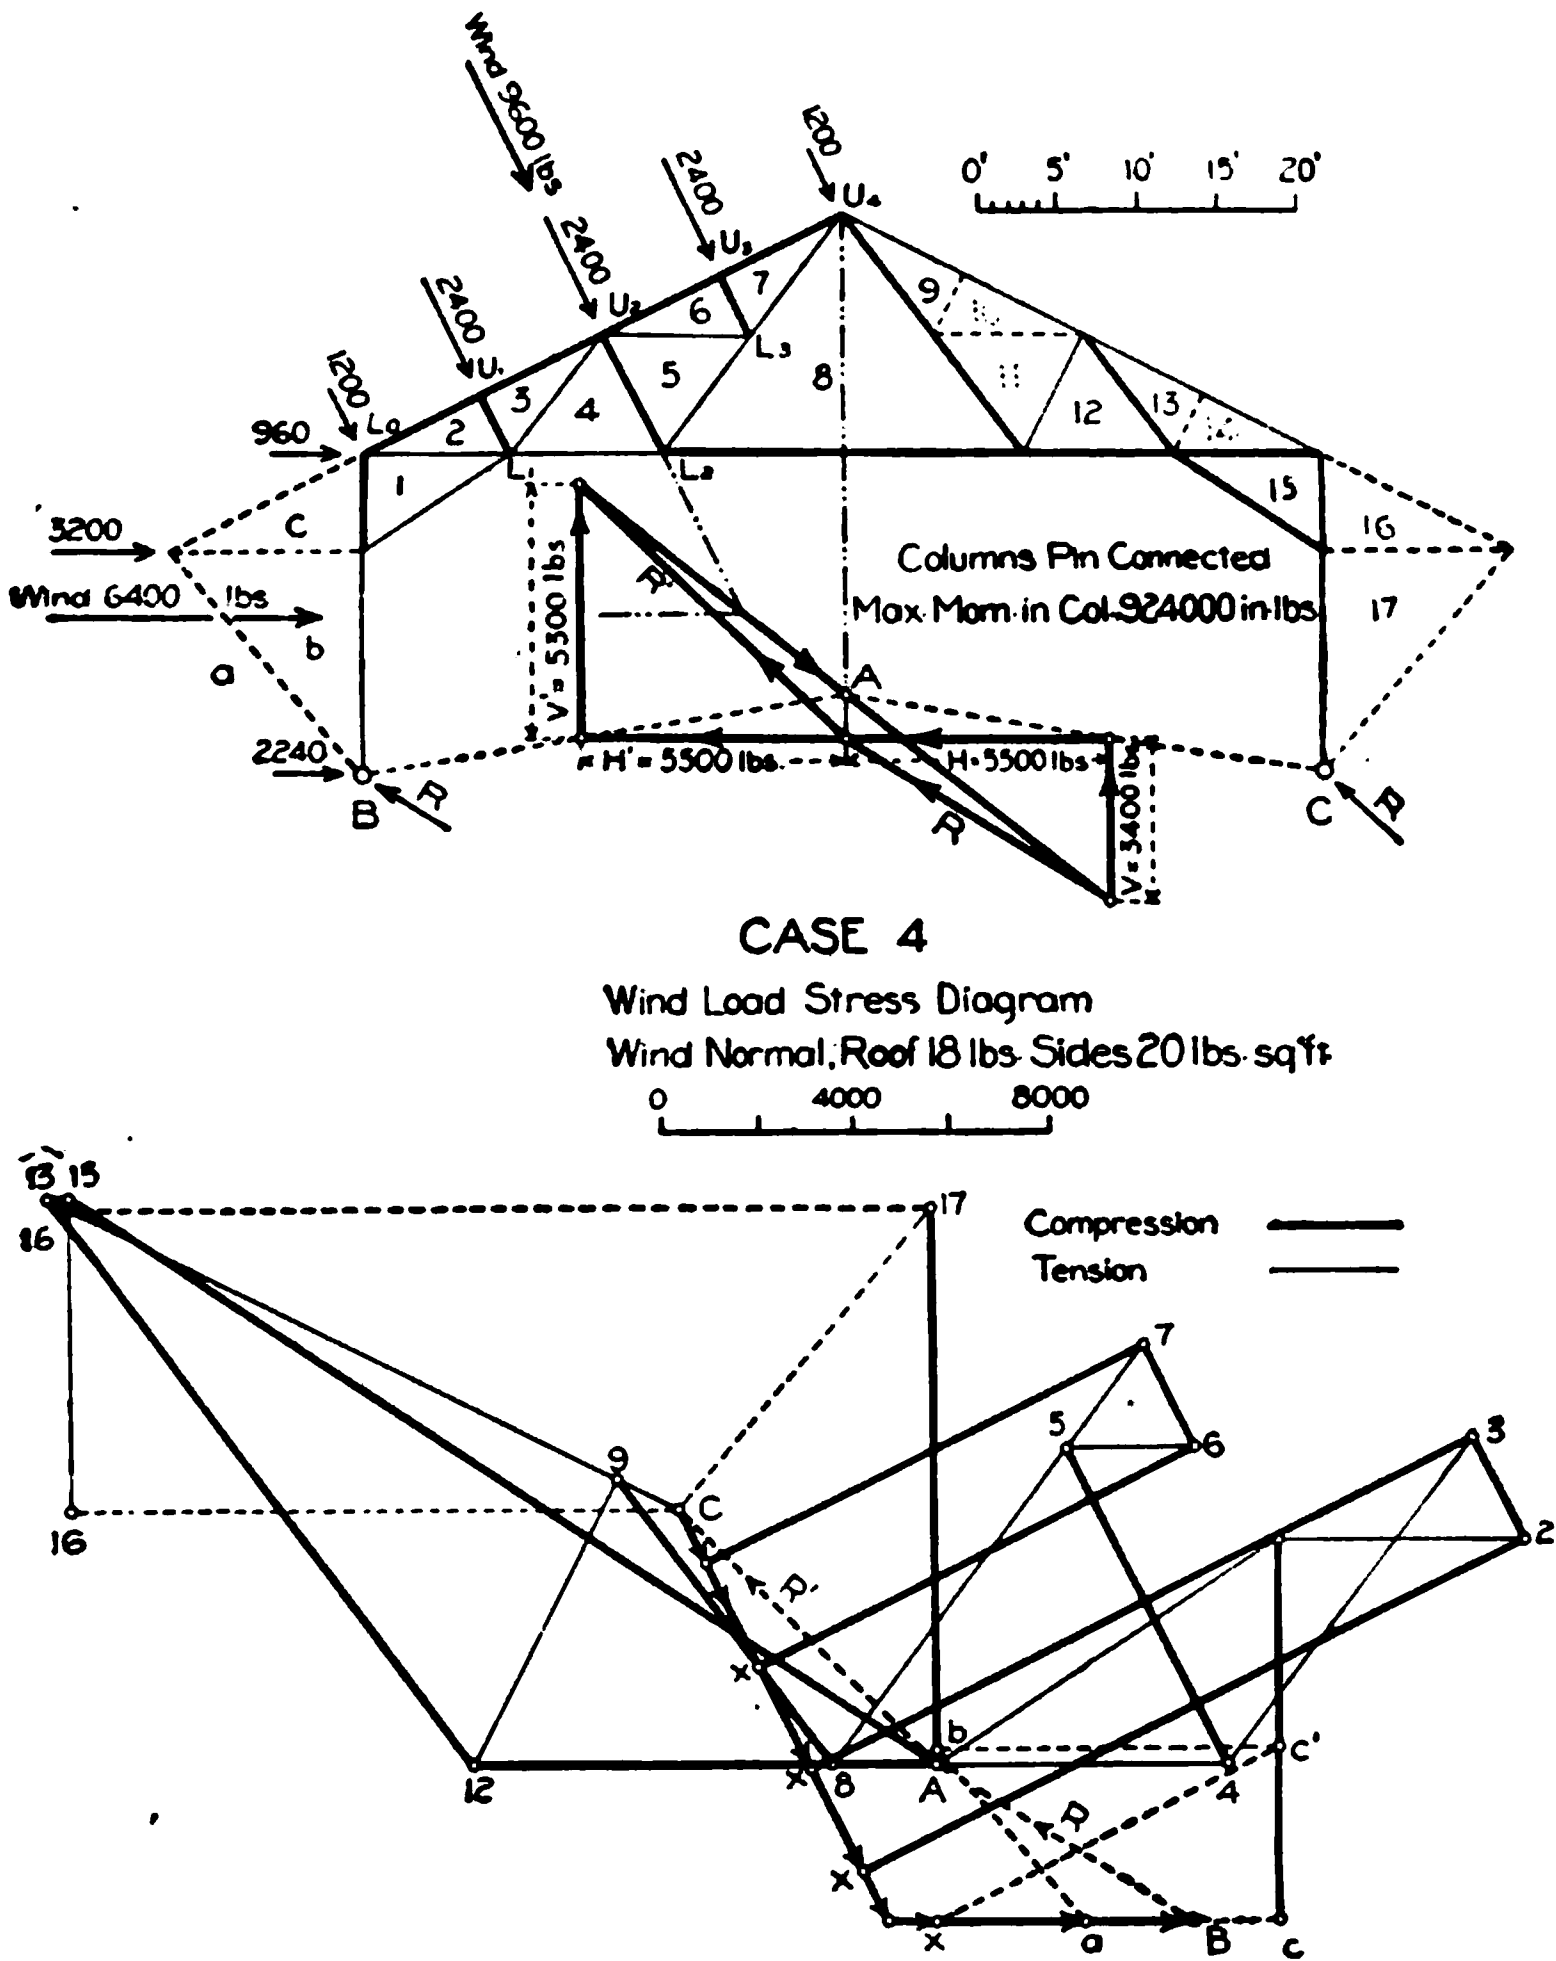 Wind 9600 lbs
1200
2400
2400
2400
1200
960
3200
Wind 6400 lbs
2240
0' 5' 10' 15' 20'
U4
U3
U2
U1
L0
L
L2
L3
1
2
3
4
5
6
7
8
9
11
12
13
15
16
17
a
b
C
Columns Pin Connected
Max. Mom. in Col. 924000 in-lbs
R'
V'= 5300 lbs
A
H'= 5500 lbs.
H=5500 lbs
V= 3400 lbs
R
B
R
C
R
CASE 4
Wind Load Stress Diagram
Wind Normal, Roof 18 lbs. Sides 20 lbs. sq ft
0 4000 8000
13 15
16
17
Compression
Tension
7
5
6
3
2
9
C
16
R'
x
b
C'
12
x
8
A
4
R
x
x
a
B
c